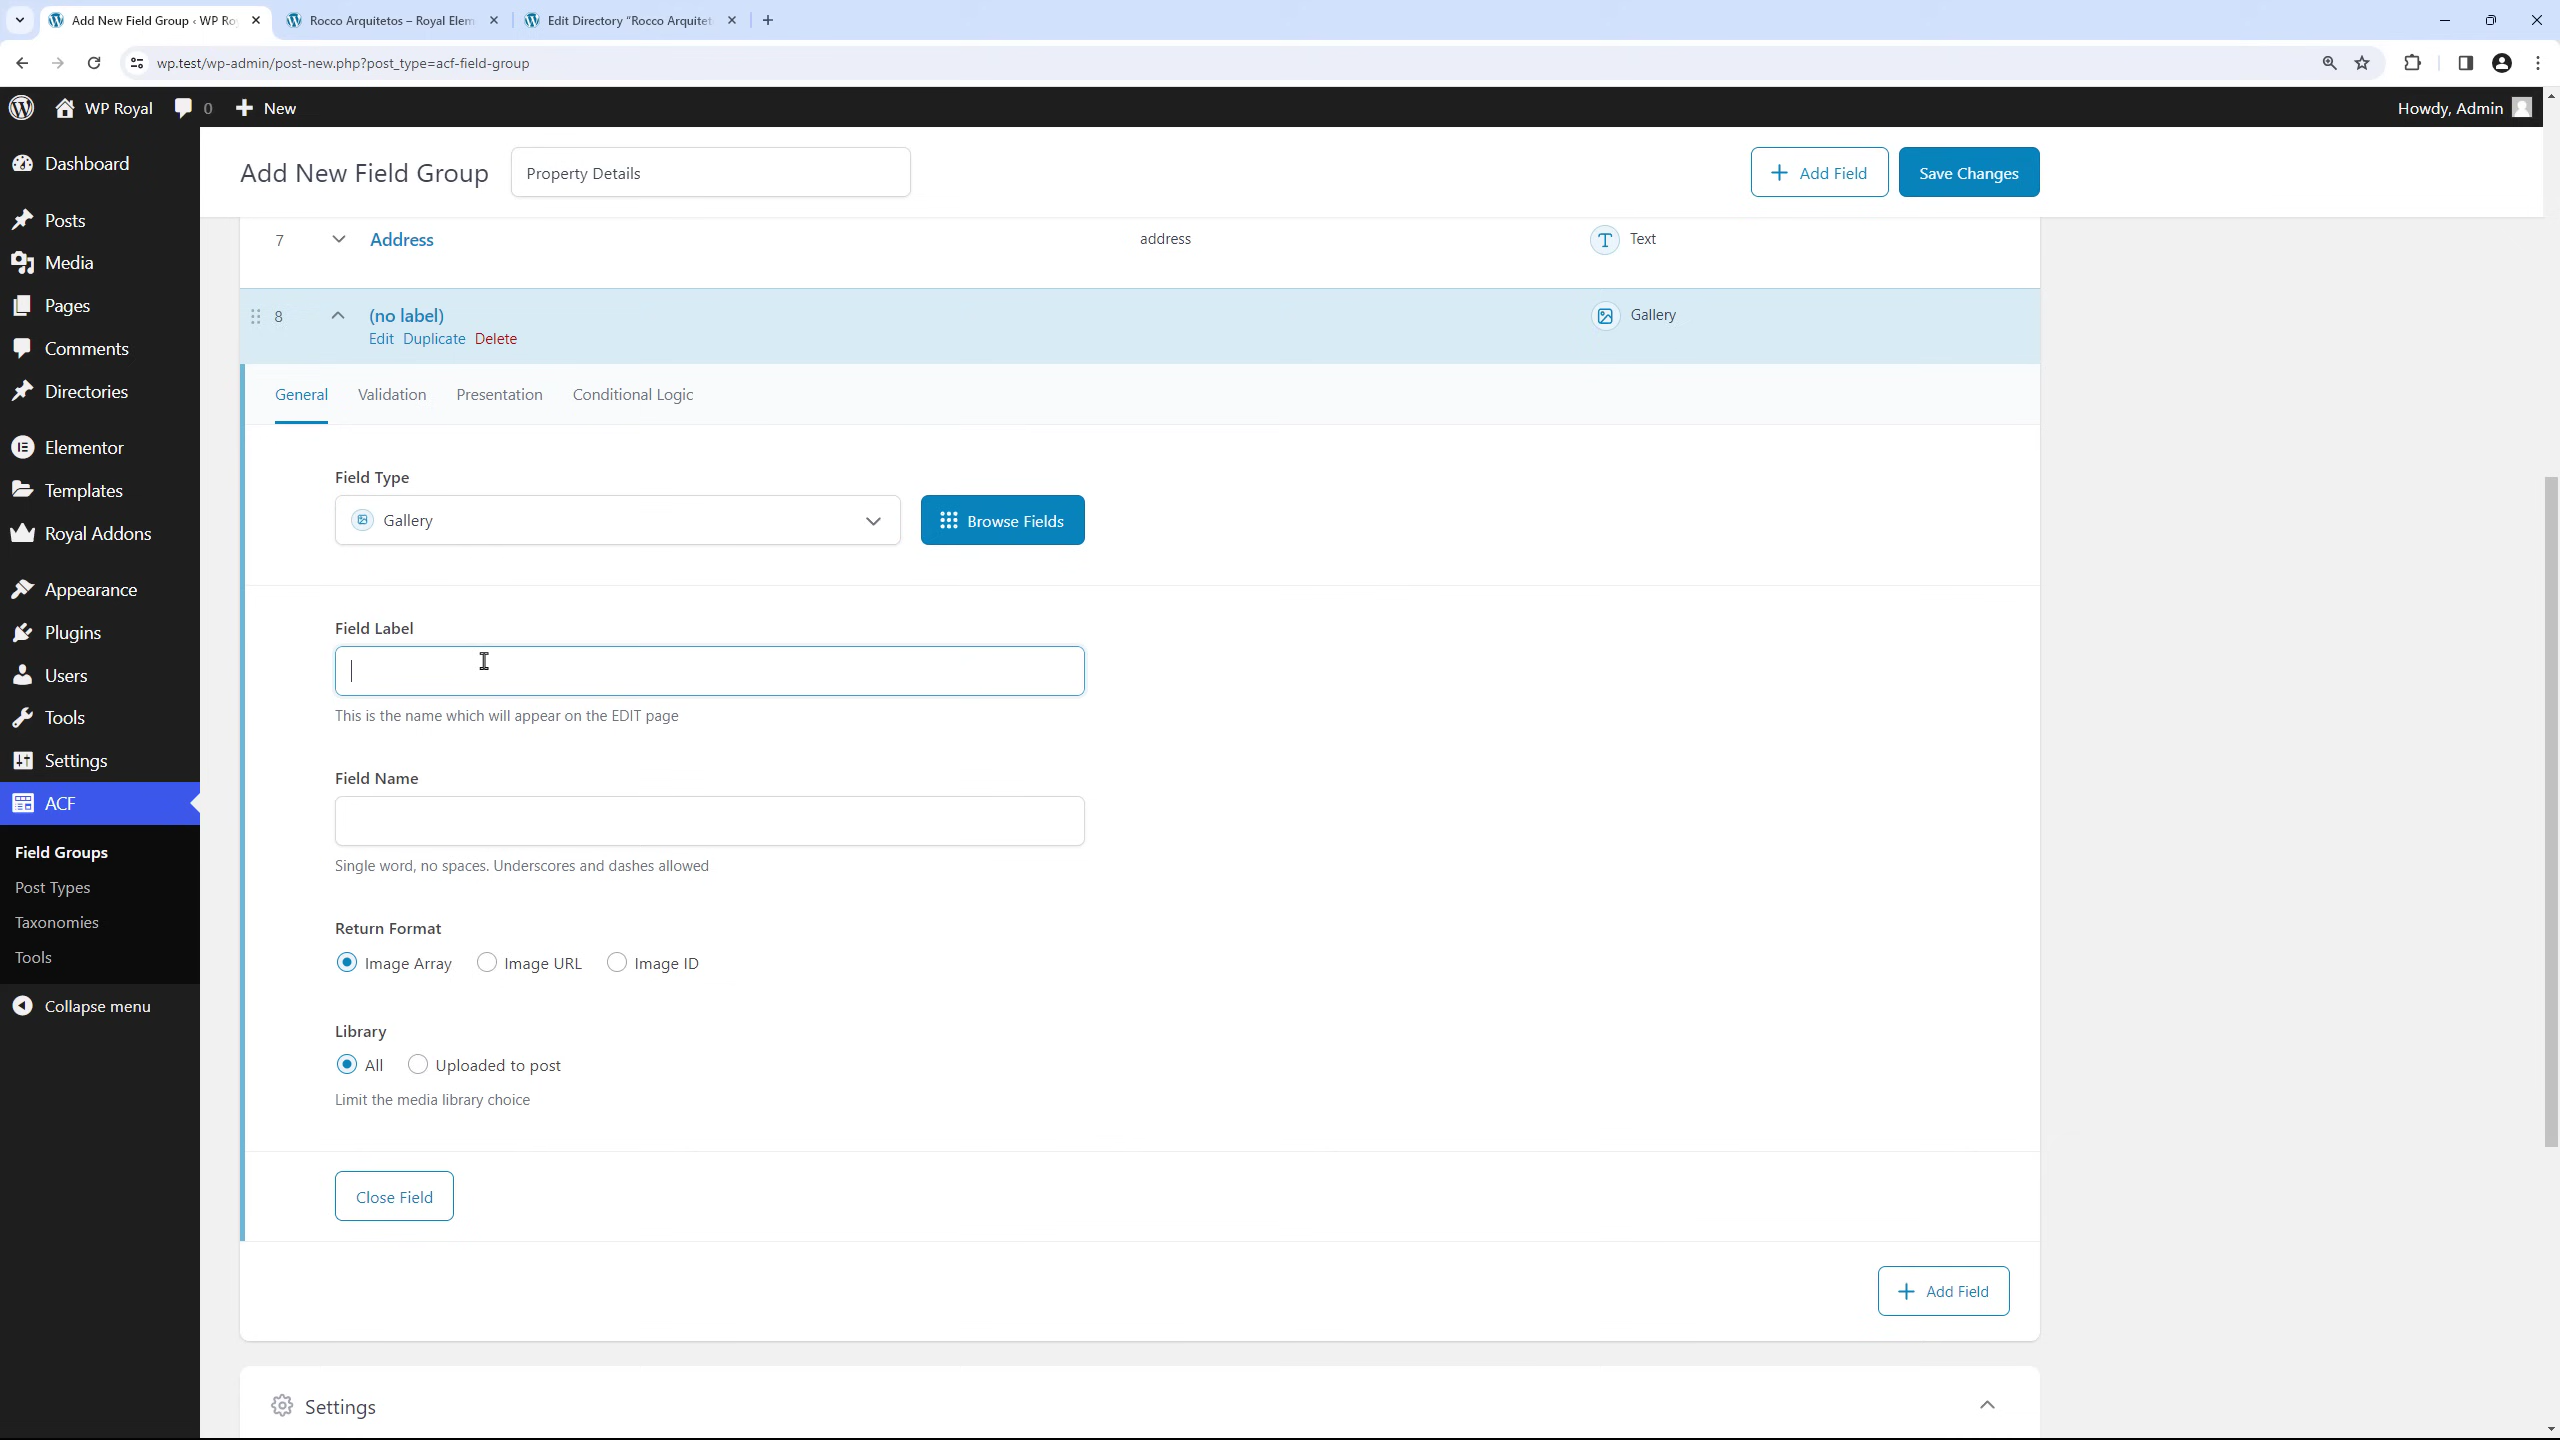 Add New Field Group ‹ WP Ro
Rocco Arquitetos – Royal Elem
Edit Directory "Rocco Arquitet
wp.test/wp-admin/post-new.php?post_type=acf-field-group
WP Royal
0
New
Howdy, Admin
Dashboard
Posts
Media
Pages
Comments
Directories
Elementor
Templates
Royal Addons
Appearance
Plugins
Users
Tools
Settings
ACF
Field Groups
Post Types
Taxonomies
Tools
Collapse menu
Add New Field Group
Property Details
Add Field
Save Changes
7 Address address Text
8 (no label) Gallery
Edit Duplicate Delete
General Validation Presentation Conditional Logic
Field Type
Gallery
Browse Fields
Field Label
This is the name which will appear on the EDIT page
Field Name
Single word, no spaces. Underscores and dashes allowed
Return Format
Image Array Image URL Image ID
Library
All Uploaded to post
Limit the media library choice
Close Field
Add Field
Settings